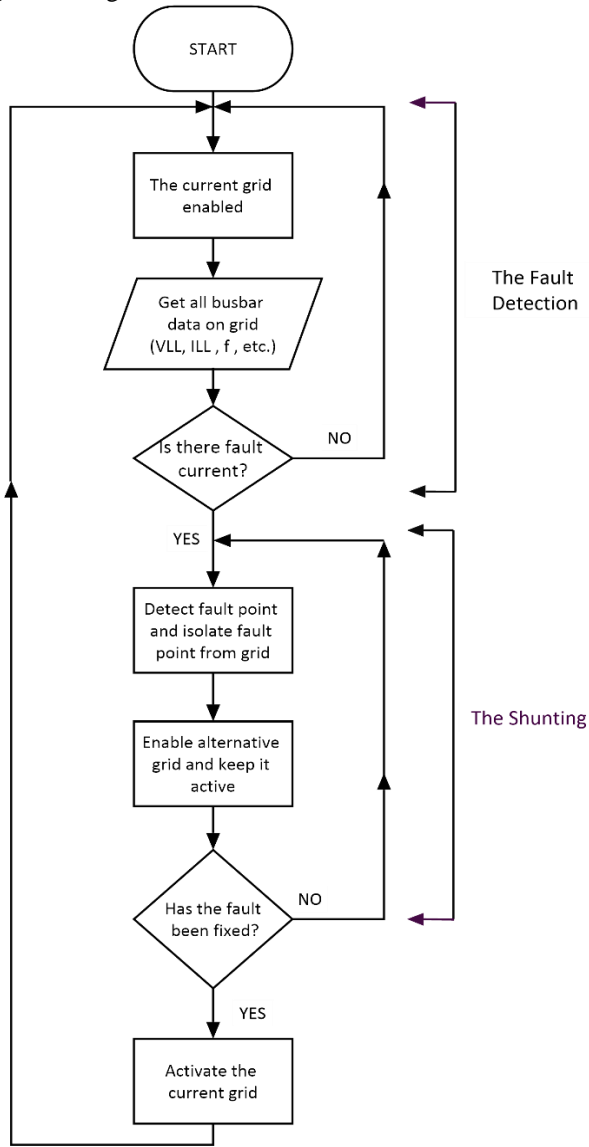 START
The current grid
enabled
Get all busbar
data on grid
(VLL, ILL , f , etc.)
Is there fault
current?
NO
The Fault
Detection
YES
Detect fault point
and isolate fault
point from grid
Enable alternative
grid and keep it
active
The Shunting
Has the fault
been fixed?
NO
YES
Activate the
current grid